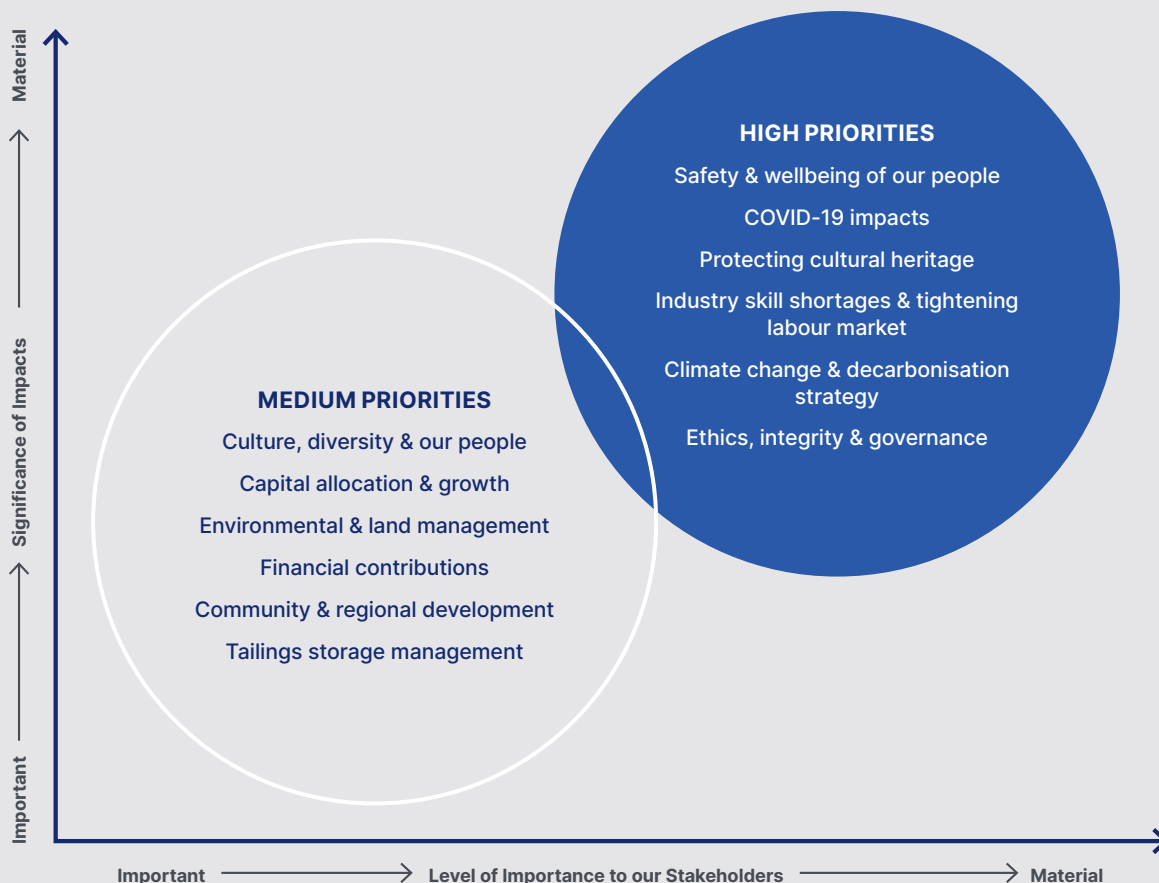 Material
Significance of Impacts
Important
HIGH PRIORITIES
Safety & wellbeing of our people
COVID-19 impacts
Protecting cultural heritage
Industry skill shortages & tightening
labour market
Climate change & decarbonisation
strategy
Ethics, integrity & governance
MEDIUM PRIORITIES
Culture, diversity & our people
Capital allocation & growth
Environmental & land management
Financial contributions
Community & regional development
Tailings storage management
Important
Level of Importance to our Stakeholders
Material